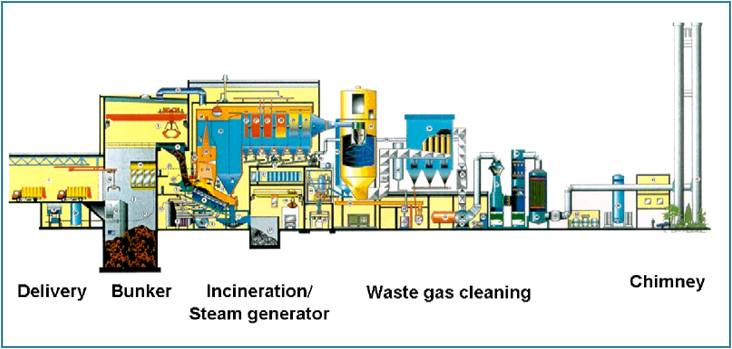 Delivery
Bunker
Incineration/
Steam generator
Waste gas cleaning
Chimney